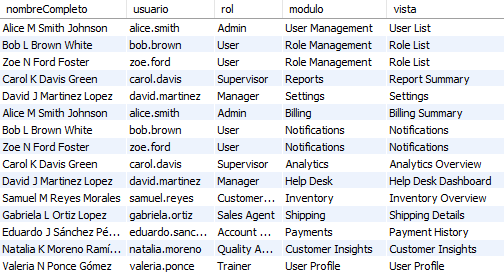 nombreCompleto usuario rol modulo vista
Alice M Smith Johnson alice.smith Admin User Management User List
Bob L Brown White bob.brown User Role Management Role List
Zoe N Ford Foster zoe.ford User Role Management Role List
Carol K Davis Green carol.davis Supervisor Reports Report Summary
David J Martinez Lopez david.martinez Manager Settings Settings
Alice M Smith Johnson alice.smith Admin Billing Billing Summary
Bob L Brown White bob.brown User Notifications Notifications
Zoe N Ford Foster zoe.ford User Notifications Notifications
Carol K Davis Green carol.davis Supervisor Analytics Analytics Overview
David J Martinez Lopez david.martinez Manager Help Desk Help Desk Dashboard
Samuel M Reyes Morales samuel.reyes Customer... Inventory Inventory Overview
Gabriela L Ortiz Lopez gabriela.ortiz Sales Agent Shipping Shipping Details
Eduardo J Sánchez Pé... eduardo.sanc... Account ... Payments Payment History
Natalia K Moreno Ramí... natalia.moreno Quality A... Customer Insights Customer Insights
Valeria N Ponce Gómez valeria.ponce Trainer User Profile User Profile